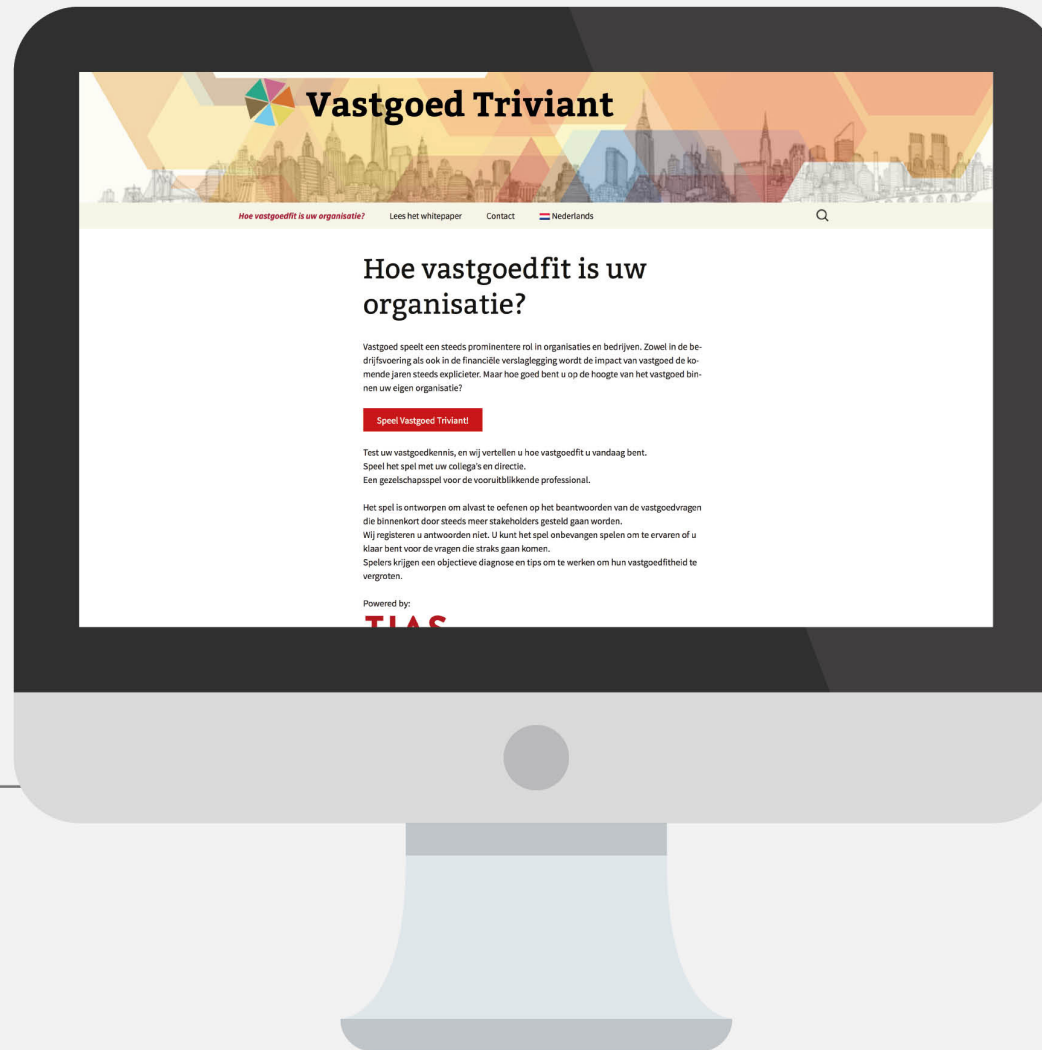 Vastgoed Triviant
Hoe vastgoedfit is uw organisatie?
Lees het whitepaper
Contact
Nederlands
Hoe vastgoedfit is uw
organisatie?
Vastgoed speelt een steeds prominentere rol in organisaties en bedrijven. Zowel in de be-
drijfsvoering als ook in de financiële verslaglegging wordt de impact van vastgoed de ko-
mende jaren steeds explicieter. Maar hoe goed bent u op de hoogte van het vastgoed bin-
nen uw eigen organisatie?
Speel Vastgoed Triviant!
Test uw vastgoedkennis, en wij vertellen u hoe vastgoedfit u vandaag bent.
Speel het spel met uw collega's en directie.
Een gezelschapsspel voor de vooruitblikkende professional.
Het spel is ontworpen om alvast te oefenen op het beantwoorden van de vastgoedvragen
die binnenkort door steeds meer stakeholders gesteld gaan worden.
Wij registeren u antwoorden niet. U kunt het spel onbevangen spelen om te ervaren of u
klaar bent voor de vragen die straks gaan komen.
Spelers krijgen een objectieve diagnose en tips om te werken om hun vastgoedfitheid te
vergroten.
Powered by:
TIAS